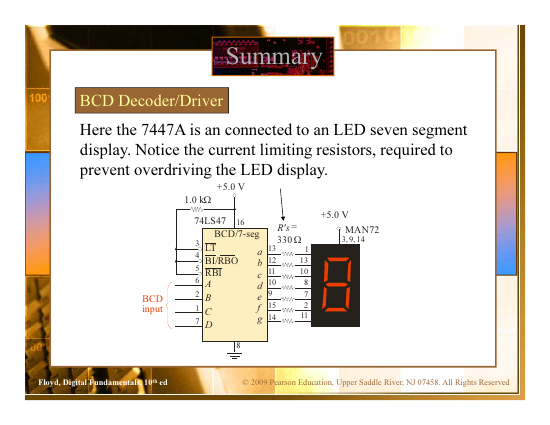 Summary
BCD Decoder/Driver
Here the 7447A is an connected to an LED seven segment
display. Notice the current limiting resistors, required to
prevent overdriving the LED display.
+5.0 V
1.0 kΩ
74LS47
16
BCD/7-seg
R's =
330 Ω
+5.0 V
MAN72
3, 9, 14
3 LT
4 BI/RBO
5 RBI
6 A
2 B
1 C
7 D
BCD
input
a 13 1
b 12 13
c 11 10
d 10 8
e 9 7
f 15 2
g 14 11
8
1001
0010
Floyd, Digital Fundamentals, 10th ed
© 2009 Pearson Education, Upper Saddle River, NJ 07458. All Rights Reserved